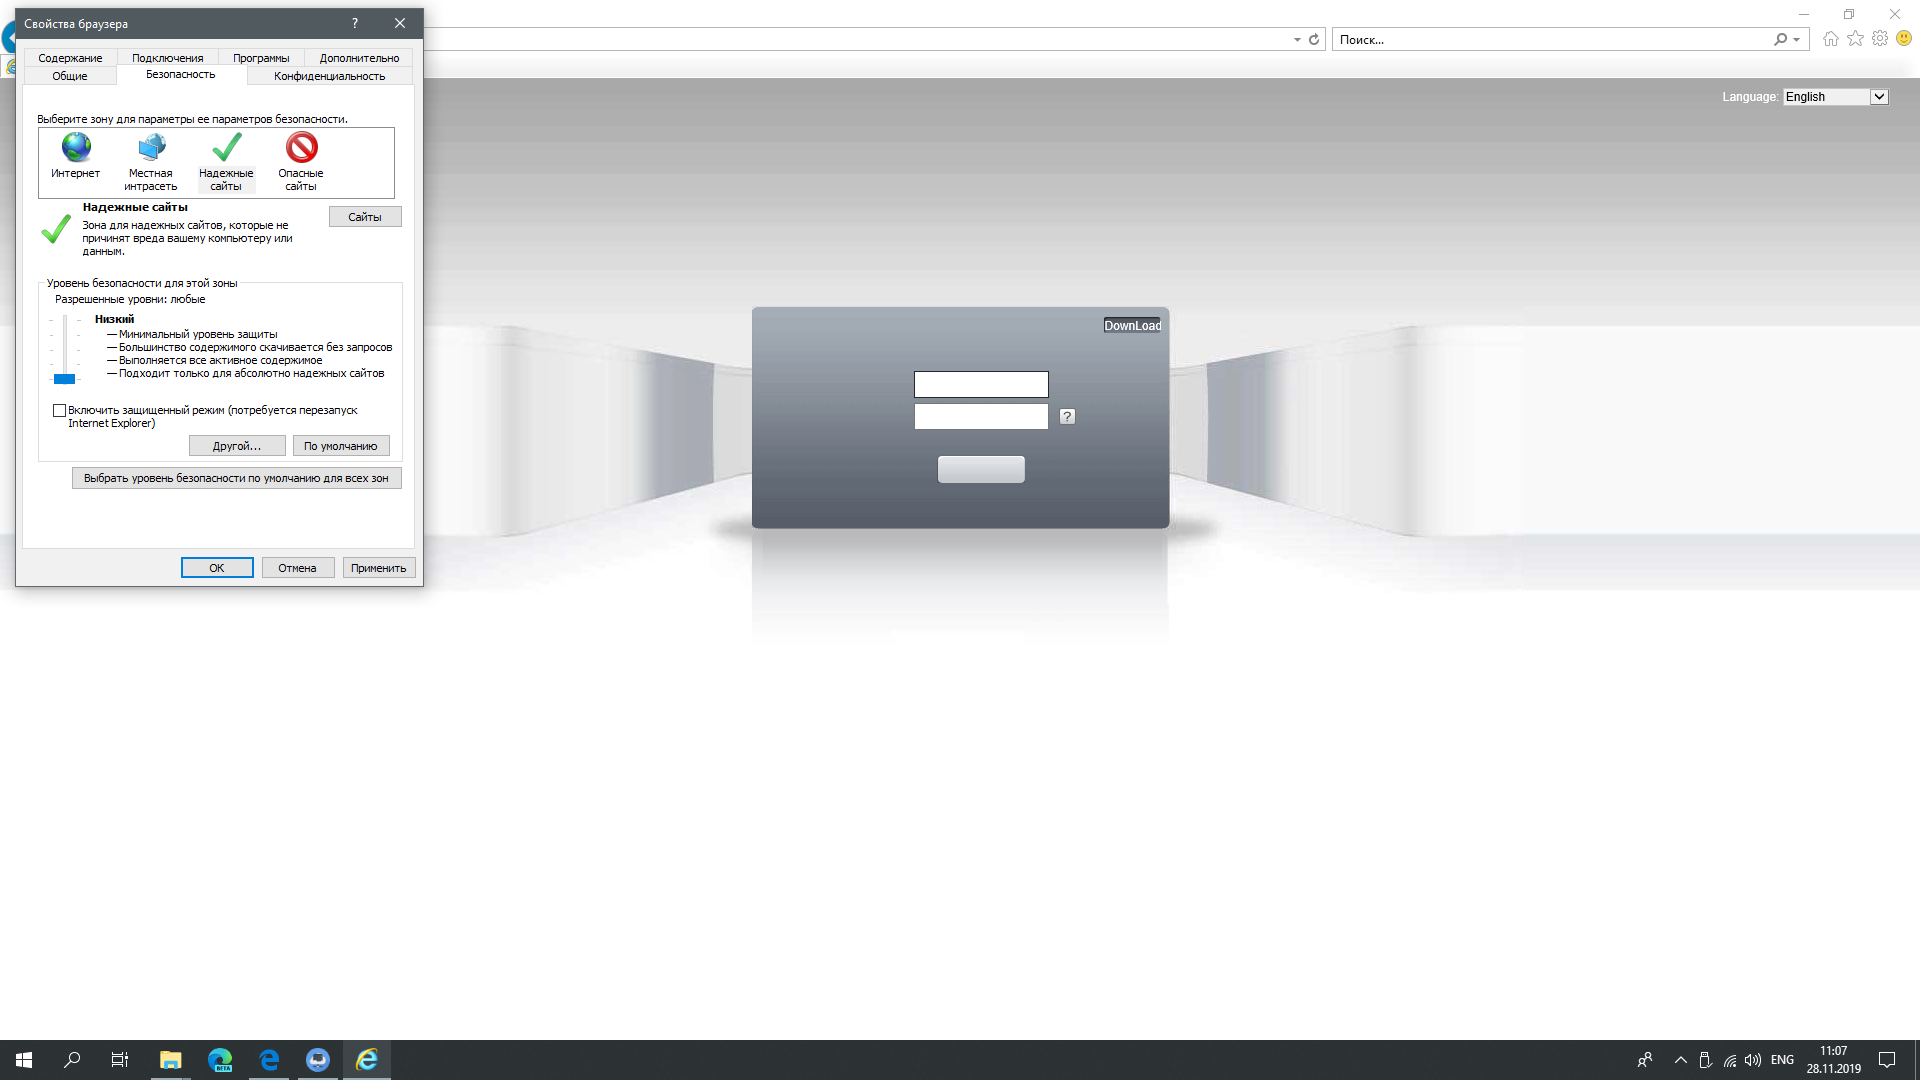 Свойства браузера
?
Поиск...
Содержание
Подключения
Программы
Дополнительно
Общие
Безопасность
Конфиденциальность
Language: English
Выберите зону для параметры ее параметров безопасности.
Интернет
Местная
интрасеть
Надежные
сайты
Опасные
сайты
Надежные сайты
Сайты
Зона для надежных сайтов, которые не
причинят вреда вашему компьютеру или
данным.
Уровень безопасности для этой зоны
Разрешенные уровни: любые
Низкий
— Минимальный уровень защиты
— Большинство содержимого скачивается без запросов
— Выполняется все активное содержимое
— Подходит только для абсолютно надежных сайтов
Включить защищенный режим (потребуется перезапуск
Internet Explorer)
Другой...
По умолчанию
Выбрать уровень безопасности по умолчанию для всех зон
ОК
Отмена
Применить
DownLoad
?
BETA
ENG
11:07
28.11.2019